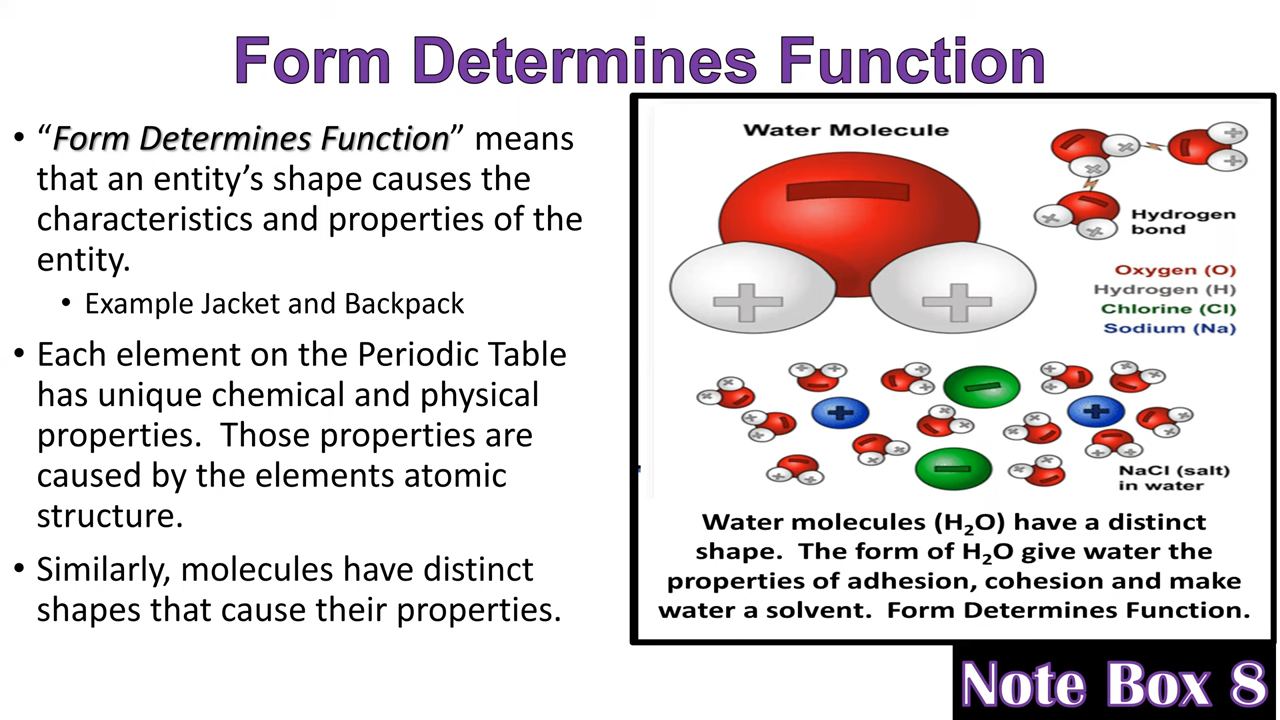 Form Determines Function
• “Form Determines Function” means
that an entity’s shape causes the
characteristics and properties of the
entity.
• Example Jacket and Backpack
• Each element on the Periodic Table
has unique chemical and physical
properties.  Those properties are
caused by the elements atomic
structure.
• Similarly, molecules have distinct
shapes that cause their properties.
Water Molecule
Hydrogen
bond
Oxygen (O)
Hydrogen (H)
Chlorine (Cl)
Sodium (Na)
NaCl (salt)
in water
Water molecules (H₂O) have a distinct
shape.  The form of H₂O give water the
properties of adhesion, cohesion and make
water a solvent.  Form Determines Function.
Note Box 8